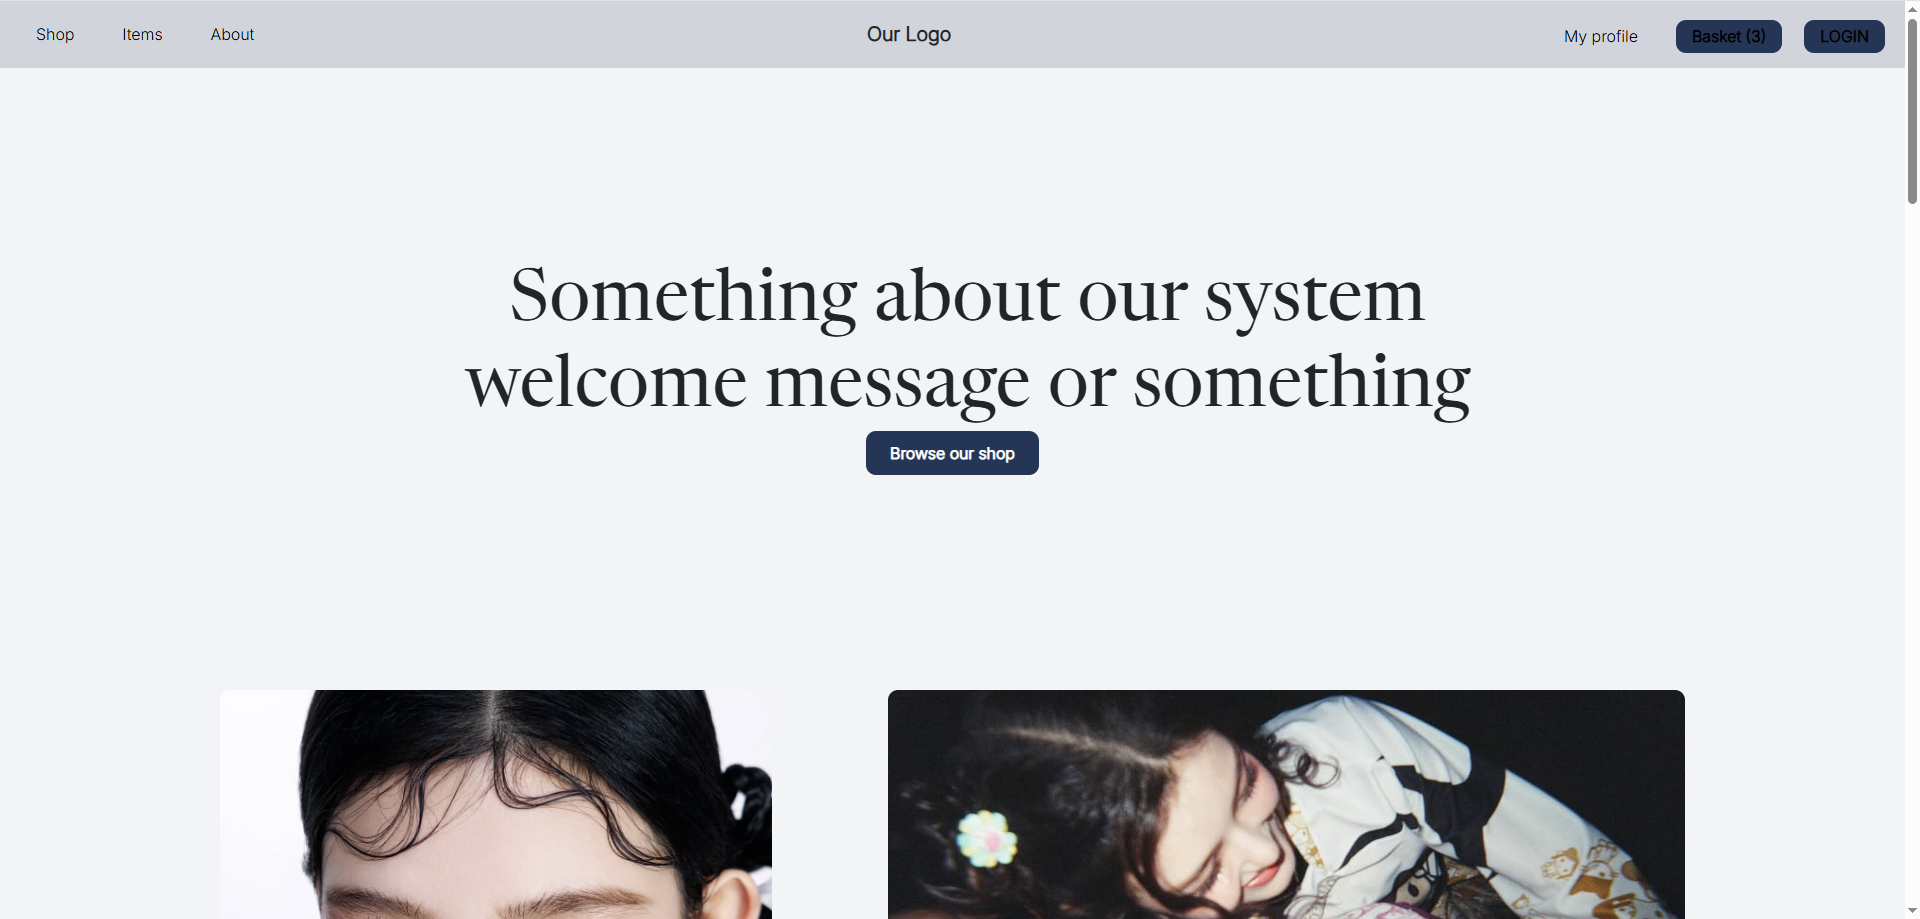 Shop Items About Our Logo My profile Basket (3) LOGIN
Something about our system
welcome message or something
Browse our shop